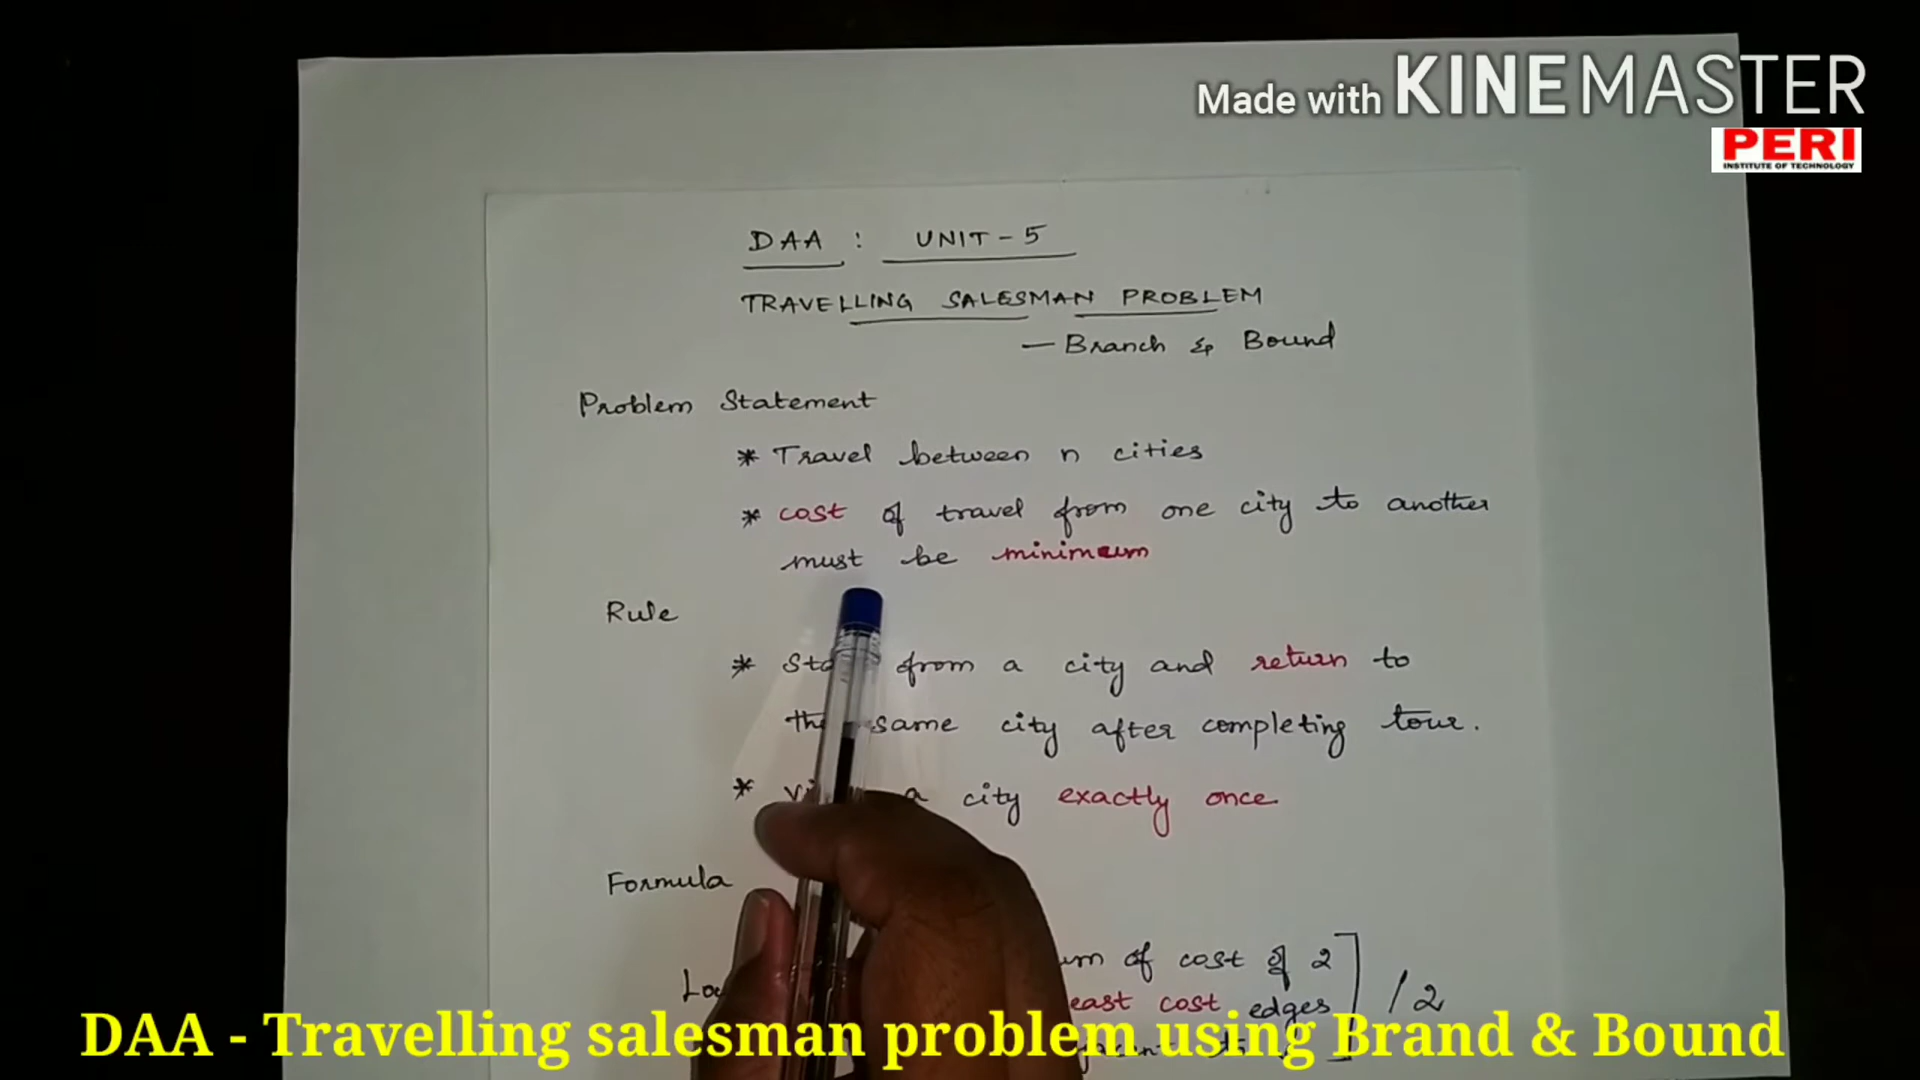 Made with KINEMASTER
PERI
INSTITUTE OF TECHNOLOGY
DAA : UNIT-5
TRAVELLING SALESMAN PROBLEM
— Branch & Bound
Problem Statement
* Travel between n cities
* cost of travel from one city to another
must be minimum
Rule
* from a city and return to
the same city after completing tour.
* a city exactly once
Formula
of cost of 2
cost edges / 2
DAA - Travelling salesman problem using Brand & Bound